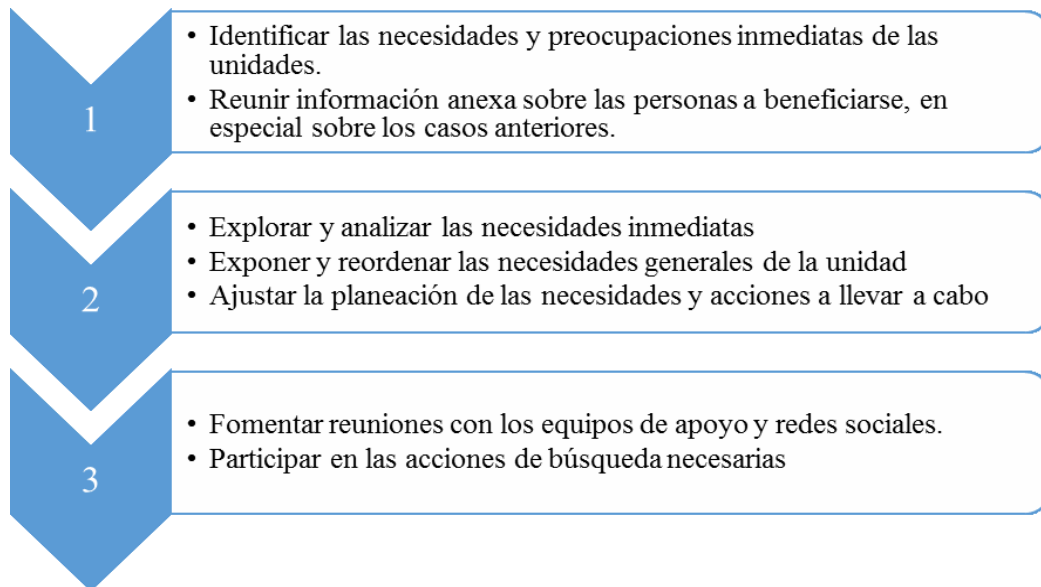 1
• Identificar las necesidades y preocupaciones inmediatas de las
unidades.
• Reunir información anexa sobre las personas a beneficiarse, en
especial sobre los casos anteriores.
2
• Explorar y analizar las necesidades inmediatas
• Exponer y reordenar las necesidades generales de la unidad
• Ajustar la planeación de las necesidades y acciones a llevar a cabo
3
• Fomentar reuniones con los equipos de apoyo y redes sociales.
• Participar en las acciones de búsqueda necesarias